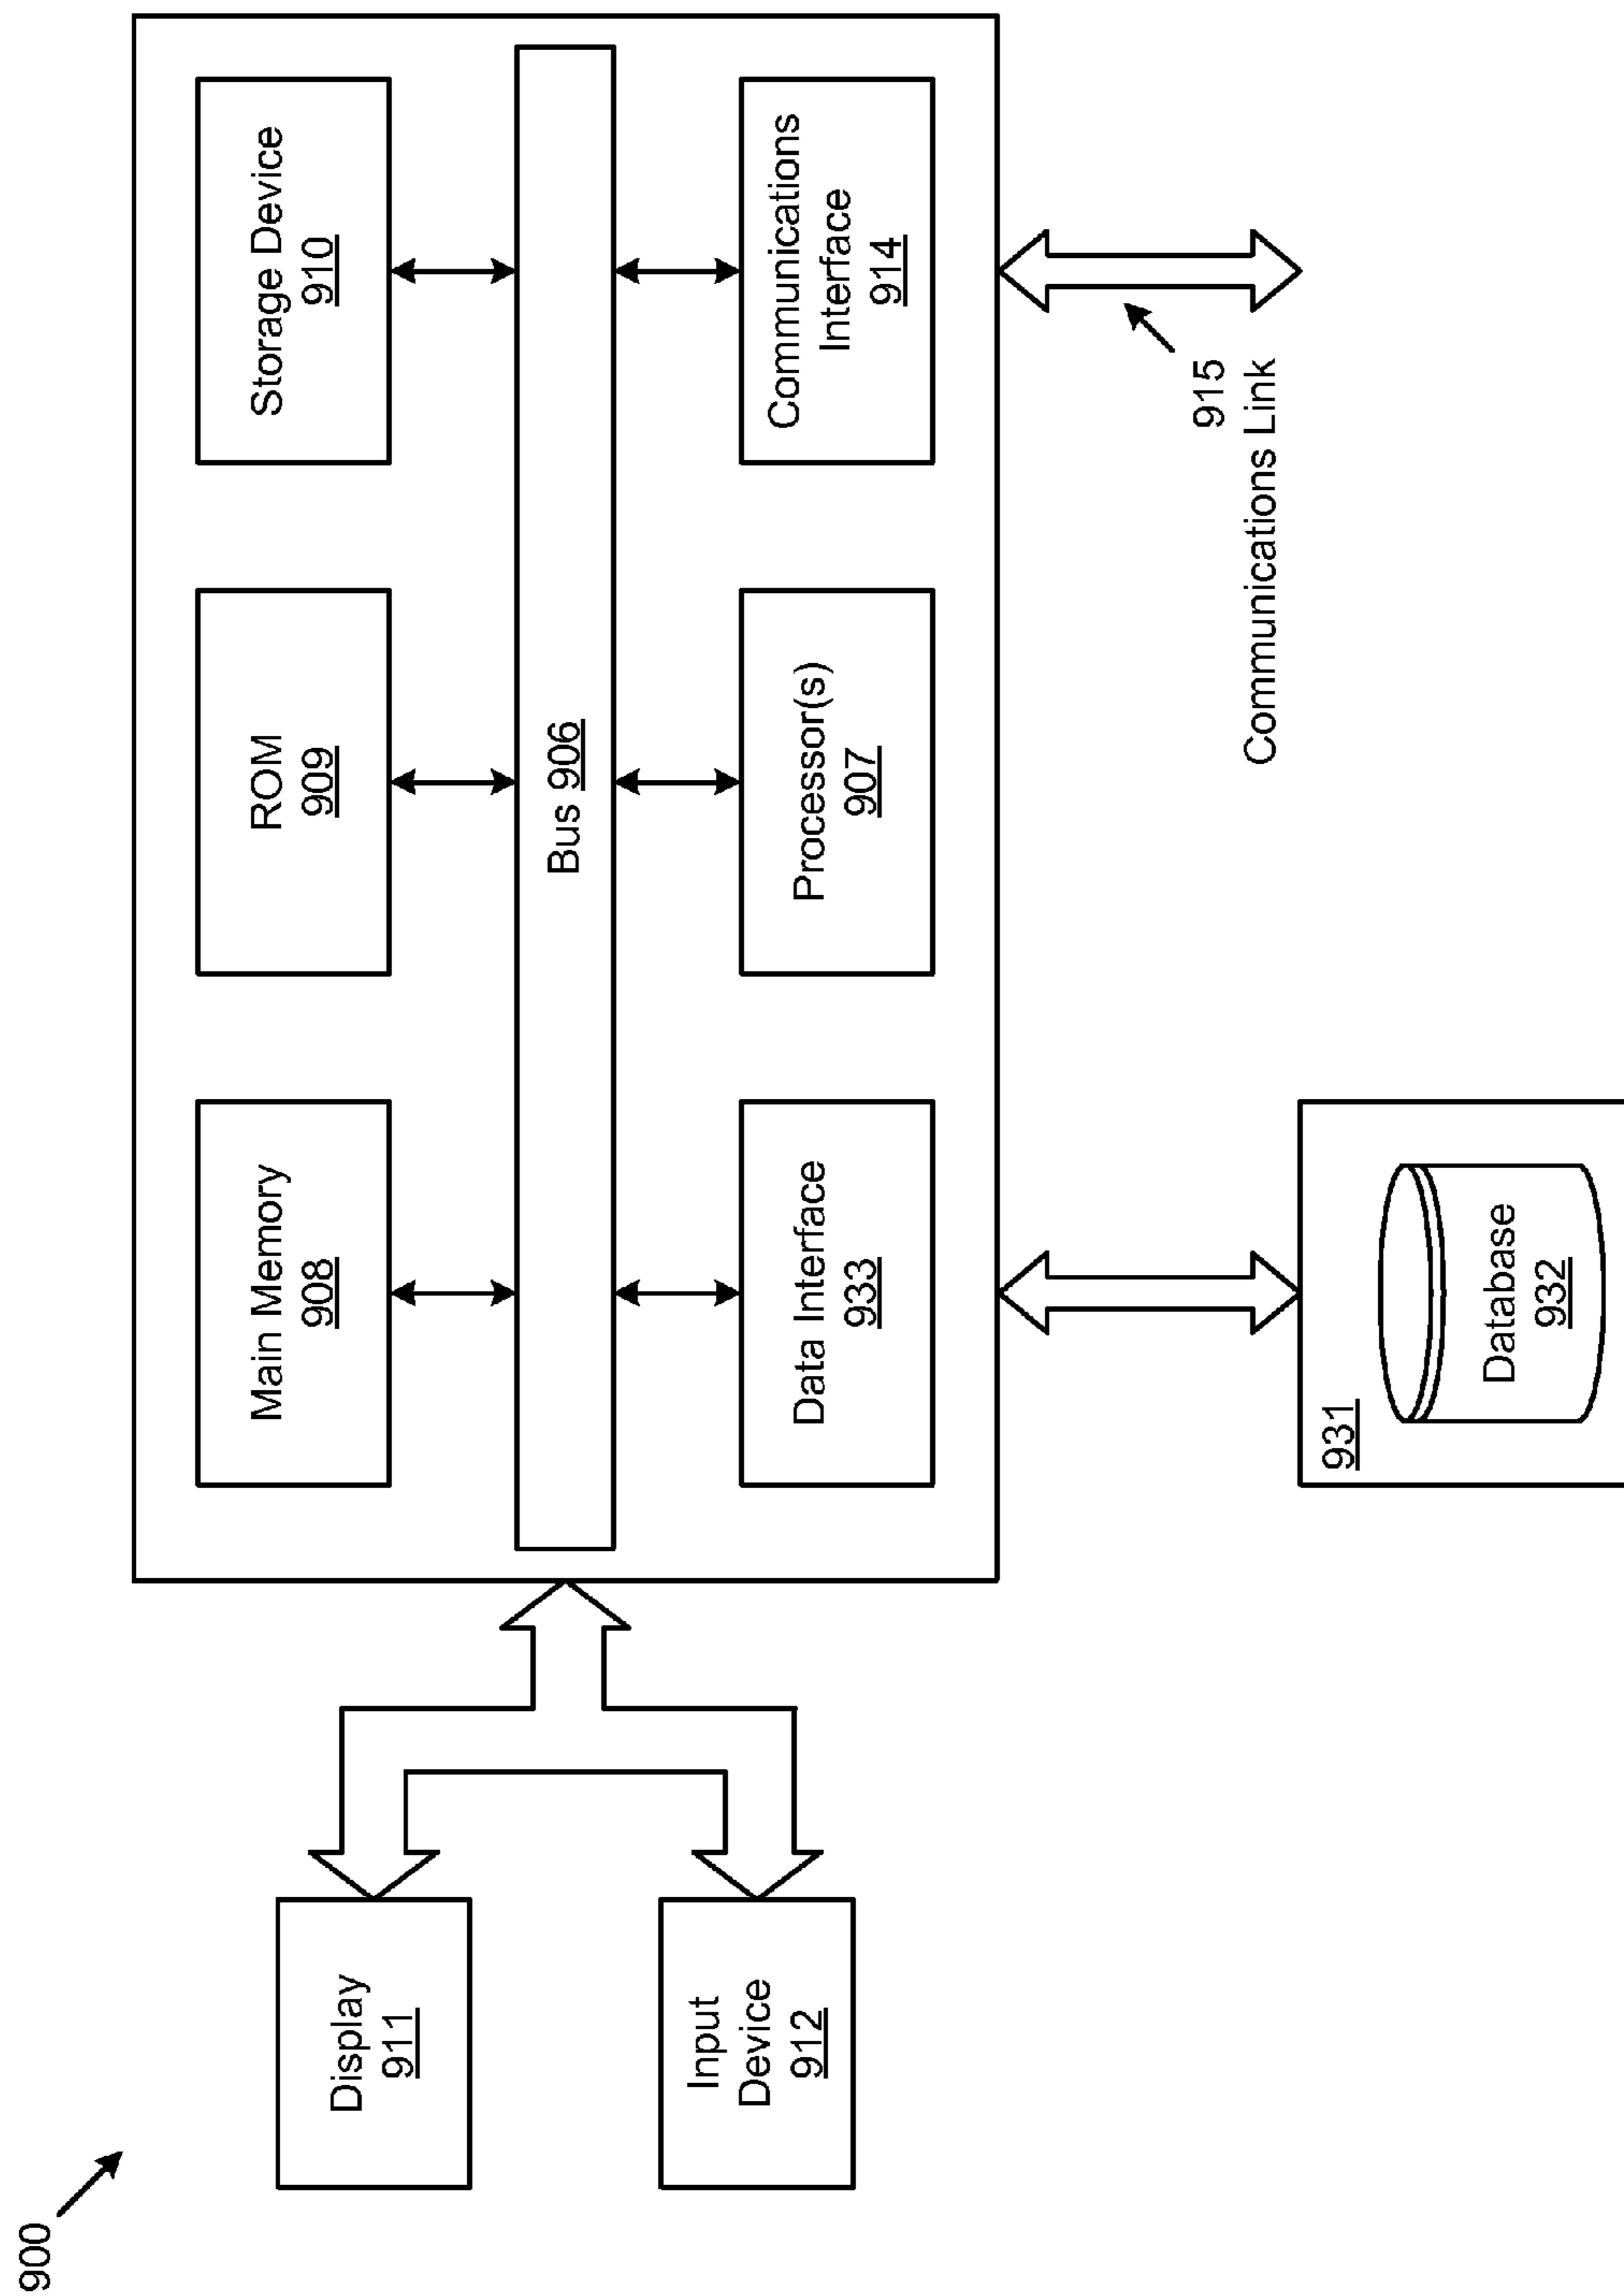 900
Main Memory
908
ROM
909
Storage Device
910
Display
911
Bus 906
Input
Device
912
Data Interface
933
Processor(s)
907
Communications
Interface
914
915
Communications Link
931
Database
932